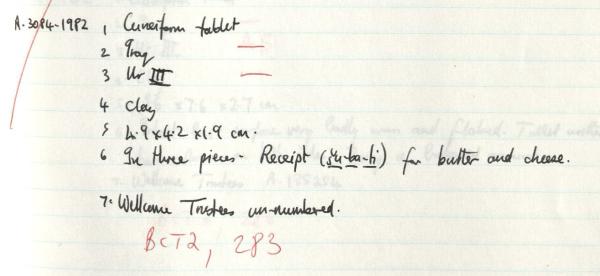 A.3084-1982 1 Cuneiform tablet
2 Iraq
3 Ur III
4 Clay
5 4.9 x 4.2 x 1.9 cm.
6 In three pieces - Receipt (šu-ba-ti) for butter and cheese.
7. Wellcome Trustees un-numbered.
BCT2, 283